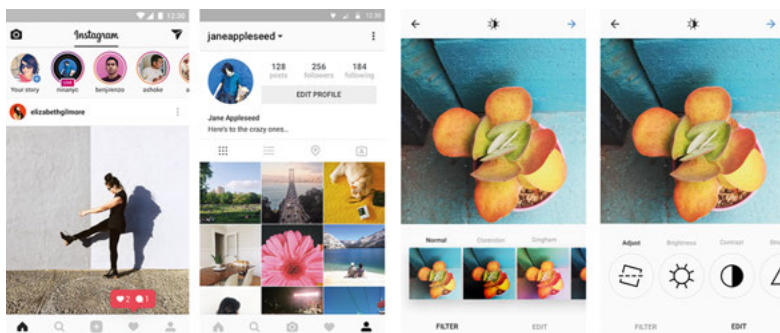 12:30
Instagram
Your story
LIVE
ninanyc
benjirenzo
ashoke
elizabethgilmore
2 1
12:30
janeappleseed
128 256 184
posts followers following
EDIT PROFILE
Jane Appleseed
Here's to the crazy ones...
Normal Clarendon Gingham
FILTER EDIT
Adjust Brightness Contrast
FILTER EDIT